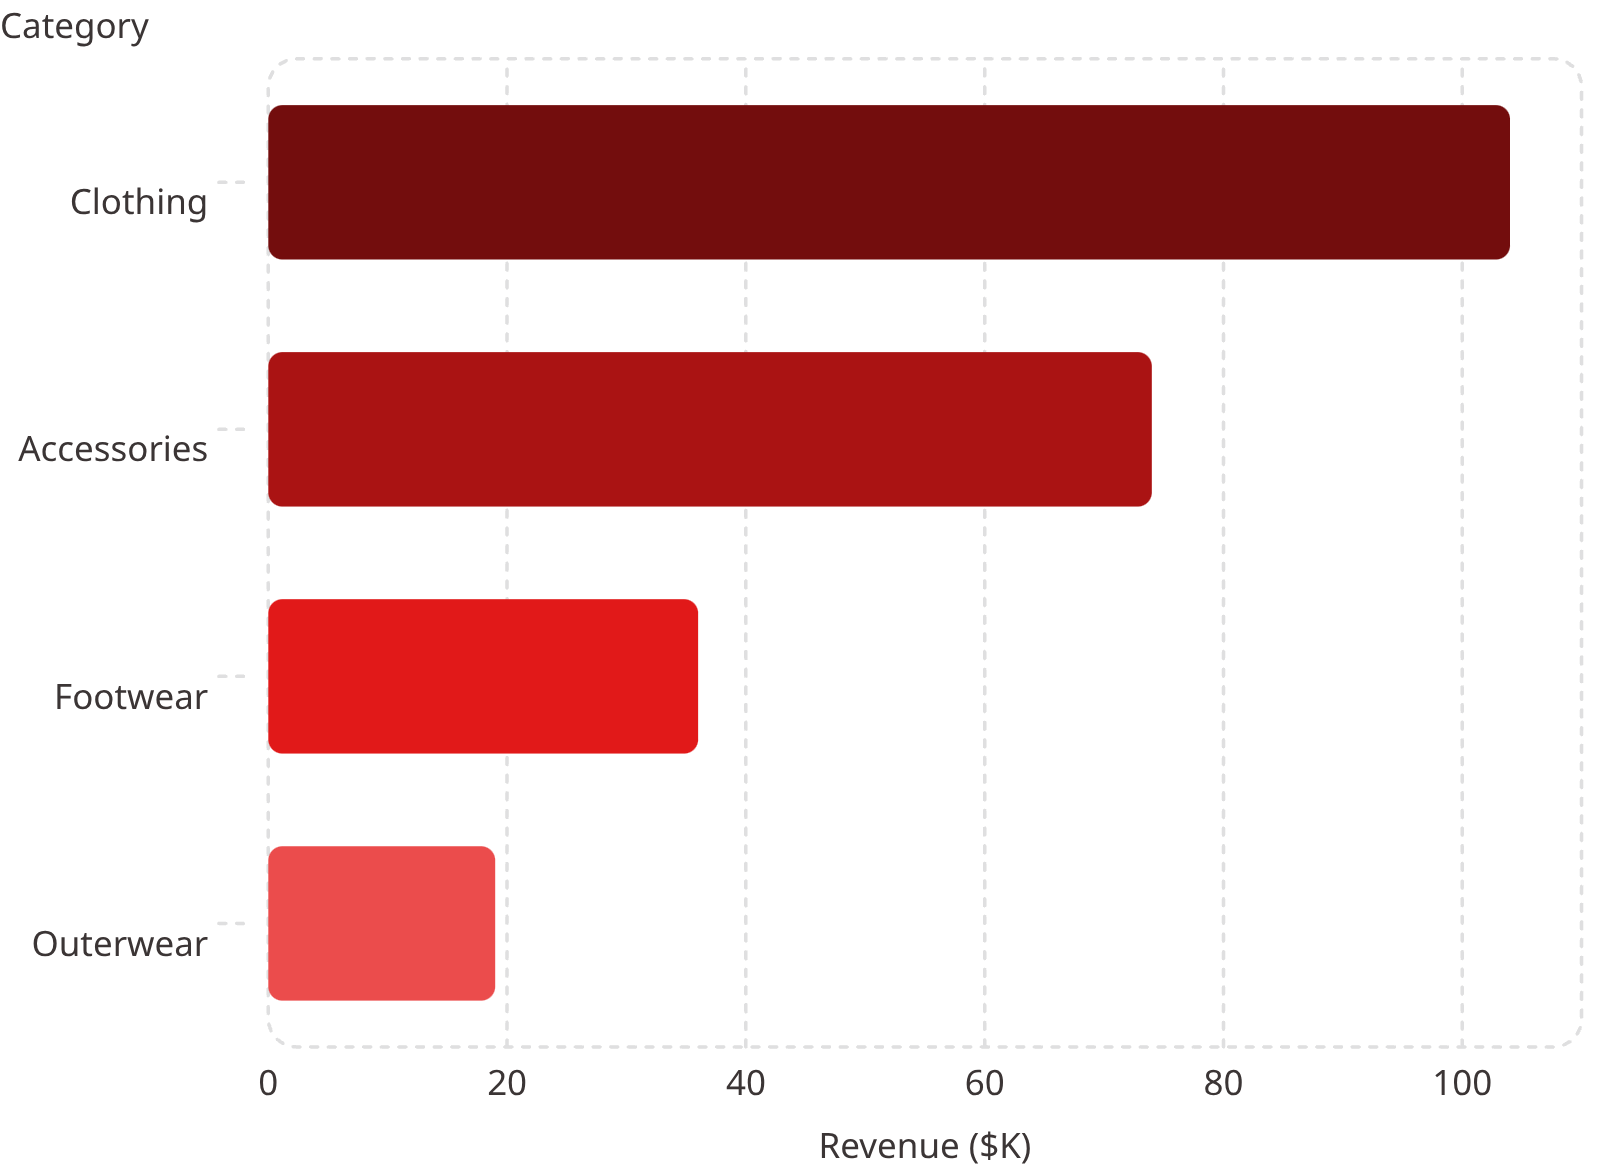 Category
Clothing
Accessories
Footwear
Outerwear
0 20 40 60 80 100
Revenue ($K)